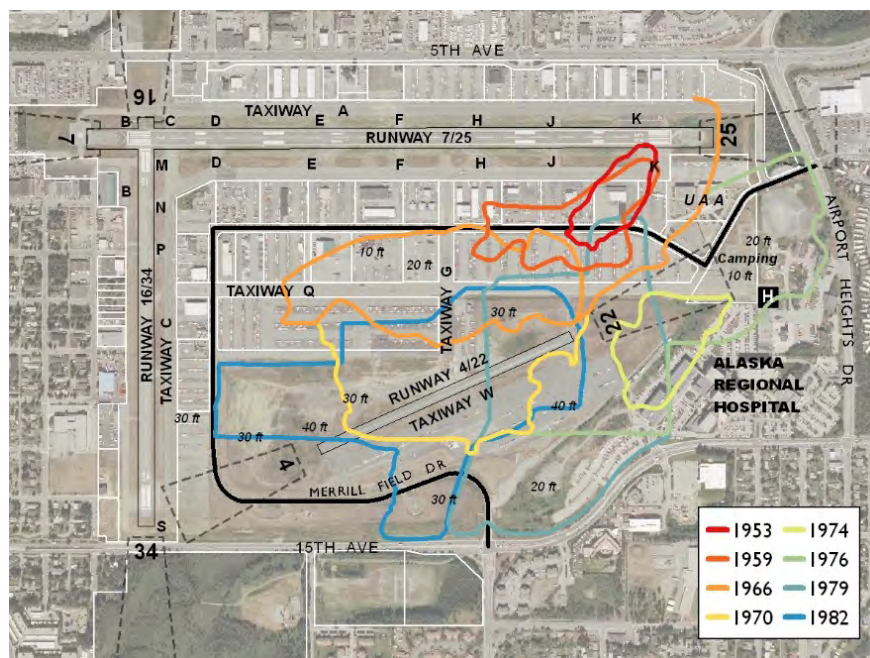 5TH AVE
16
TAXIWAY A
B
C
D
E
F
H
J
K
7
RUNWAY 7/25
25
M
D
E
F
H
J
K
B
N
UAA
AIRPORT HEIGHTS DR
P
10 ft
20 ft
20 ft
Camping
10 ft
TAXIWAY Q
TAXIWAY G
H
RUNWAY 16/34
TAXIWAY C
30 ft
22
RUNWAY 4/22
TAXIWAY W
ALASKA
REGIONAL
HOSPITAL
30 ft
30 ft
40 ft
30 ft
40 ft
4
MERRILL FIELD DR
30 ft
20 ft
S
34
15TH AVE
1953
1959
1966
1970
1974
1976
1979
1982